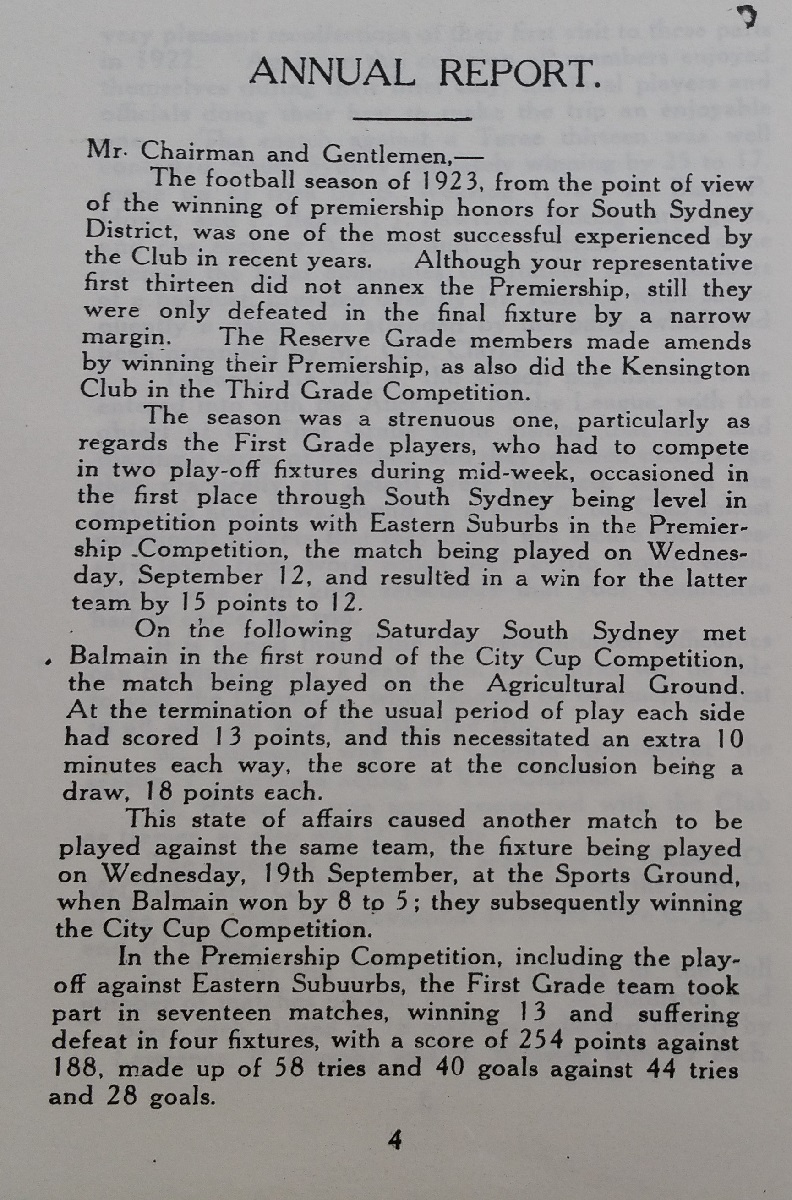 ANNUAL REPORT.
Mr. Chairman and Gentlemen,—
The football season of 1923, from the point of view
of the winning of premiership honors for South Sydney
District, was one of the most successful experienced by
the Club in recent years. Although your representative
first thirteen did not annex the Premiership, still they
were only defeated in the final fixture by a narrow
margin. The Reserve Grade members made amends
by winning their Premiership, as also did the Kensington
Club in the Third Grade Competition.
The season was a strenuous one, particularly as
regards the First Grade players, who had to compete
in two play-off fixtures during mid-week, occasioned in
the first place through South Sydney being level in
competition points with Eastern Suburbs in the Premier-
ship Competition, the match being played on Wednes-
day, September 12, and resulted in a win for the latter
team by 15 points to 12.
On the following Saturday South Sydney met
Balmain in the first round of the City Cup Competition,
the match being played on the Agricultural Ground.
At the termination of the usual period of play each side
had scored 13 points, and this necessitated an extra 10
minutes each way, the score at the conclusion being a
draw, 18 points each.
This state of affairs caused another match to be
played against the same team, the fixture being played
on Wednesday, 19th September, at the Sports Ground,
when Balmain won by 8 to 5; they subsequently winning
the City Cup Competition.
In the Premiership Competition, including the play-
off against Eastern Subuurbs, the First Grade team took
part in seventeen matches, winning 13 and suffering
defeat in four fixtures, with a score of 254 points against
188, made up of 58 tries and 40 goals against 44 tries
and 28 goals.
4